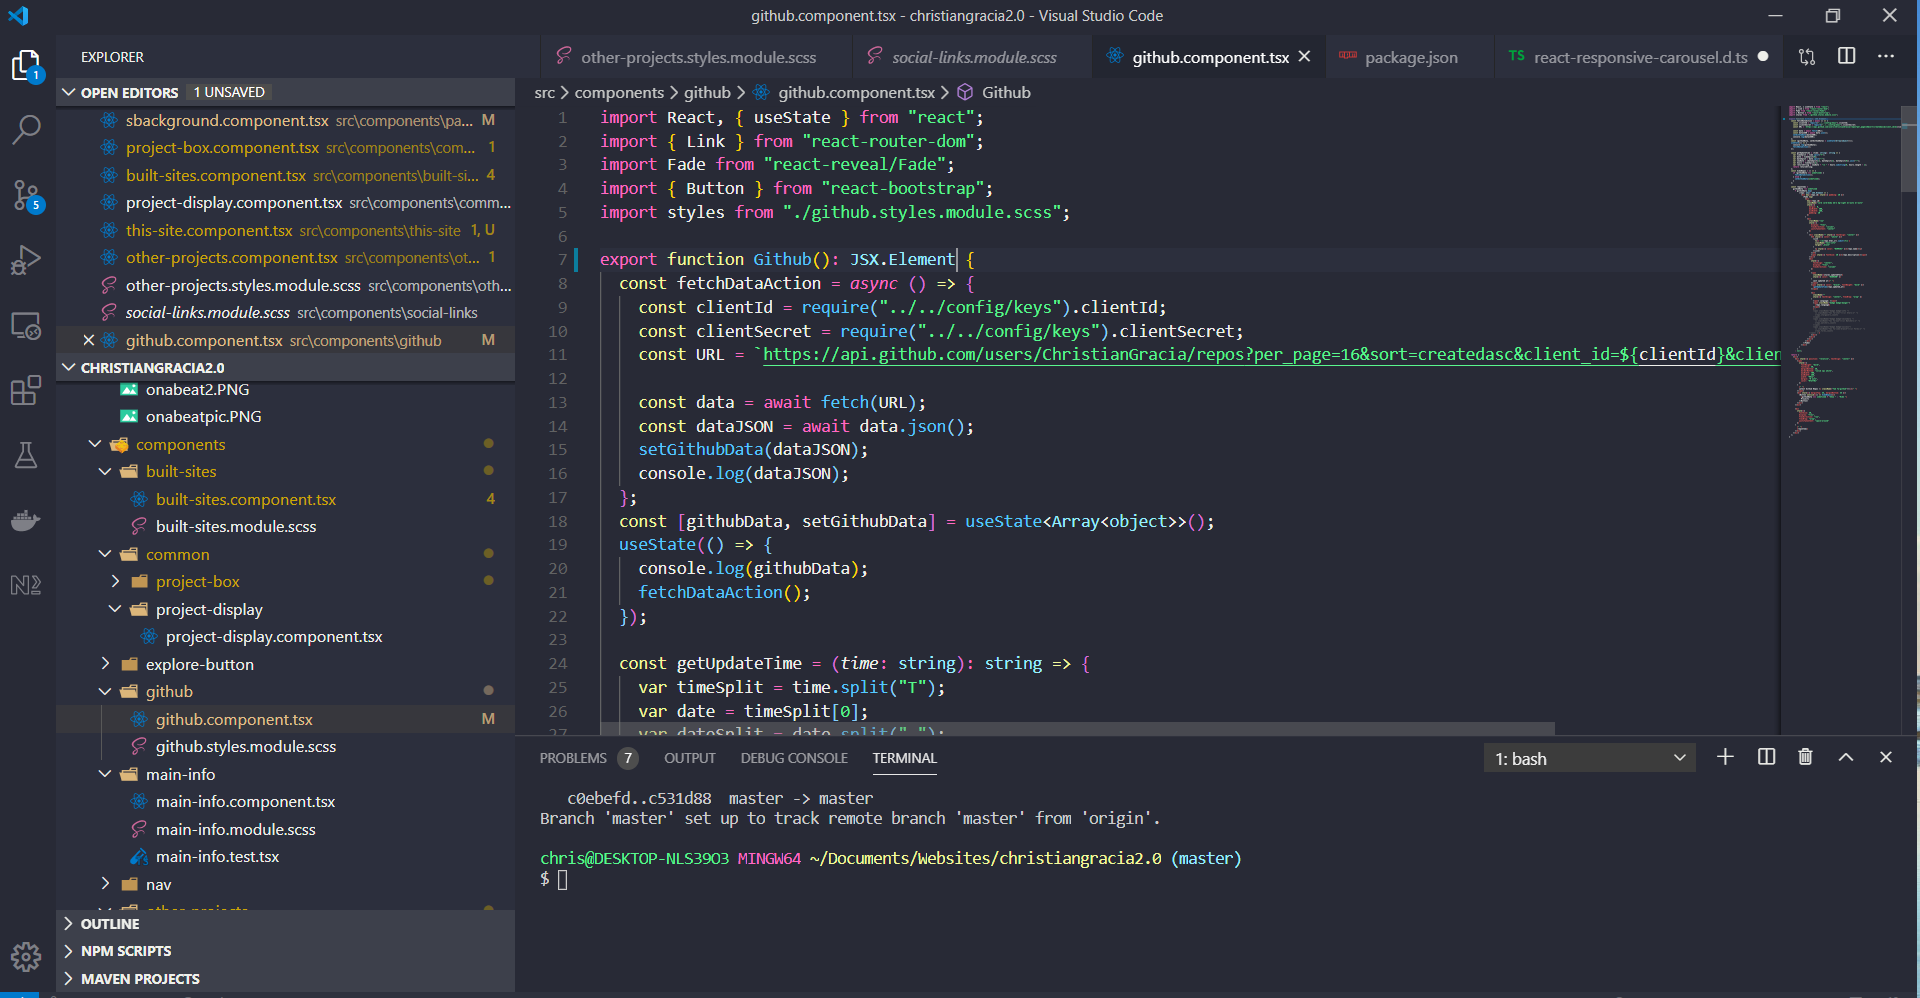 github.component.tsx - christiangracia2.0 - Visual Studio Code
EXPLORER
OPEN EDITORS 1 UNSAVED
sbackground.component.tsx src\components\pa... M
project-box.component.tsx src\components\com... 1
built-sites.component.tsx src\components\built-si... 4
project-display.component.tsx src\components\comm...
this-site.component.tsx src\components\this-site 1, U
other-projects.component.tsx src\components\ot... 1
other-projects.styles.module.scss src\components\oth...
social-links.module.scss src\components\social-links
github.component.tsx src\components\github M
CHRISTIANGRACIA2.0
onabeat2.PNG
onabeatpic.PNG
components
built-sites
built-sites.component.tsx 4
built-sites.module.scss
common
project-box
project-display
project-display.component.tsx
explore-button
github
github.component.tsx M
github.styles.module.scss
main-info
main-info.component.tsx
main-info.module.scss
main-info.test.tsx
nav
other-projects
OUTLINE
NPM SCRIPTS
MAVEN PROJECTS
1
5
other-projects.styles.module.scss social-links.module.scss github.component.tsx package.json TS react-responsive-carousel.d.ts
src > components > github > github.component.tsx > Github
1 import React, { useState } from "react";
2 import { Link } from "react-router-dom";
3 import Fade from "react-reveal/Fade";
4 import { Button } from "react-bootstrap";
5 import styles from "./github.styles.module.scss";
6
7 export function Github(): JSX.Element {
8 const fetchDataAction = async () => {
9 const clientId = require("../../config/keys").clientId;
10 const clientSecret = require("../../config/keys").clientSecret;
11 const URL = `https://api.github.com/users/ChristianGracia/repos?per_page=16&sort=createdasc&client_id=${clientId}&clien
12
13 const data = await fetch(URL);
14 const dataJSON = await data.json();
15 setGithubData(dataJSON);
16 console.log(dataJSON);
17 };
18 const [githubData, setGithubData] = useState<Array<object>>();
19 useState(() => {
20 console.log(githubData);
21 fetchDataAction();
22 });
23
24 const getUpdateTime = (time: string): string => {
25 var timeSplit = time.split("T");
26 var date = timeSplit[0];
27 var dateSplit = date.split("-");
PROBLEMS 7 OUTPUT DEBUG CONSOLE TERMINAL 1: bash
c0ebefd..c531d88 master -> master
Branch 'master' set up to track remote branch 'master' from 'origin'.
chris@DESKTOP-NLS39O3 MINGW64 ~/Documents/Websites/christiangracia2.0 (master)
$